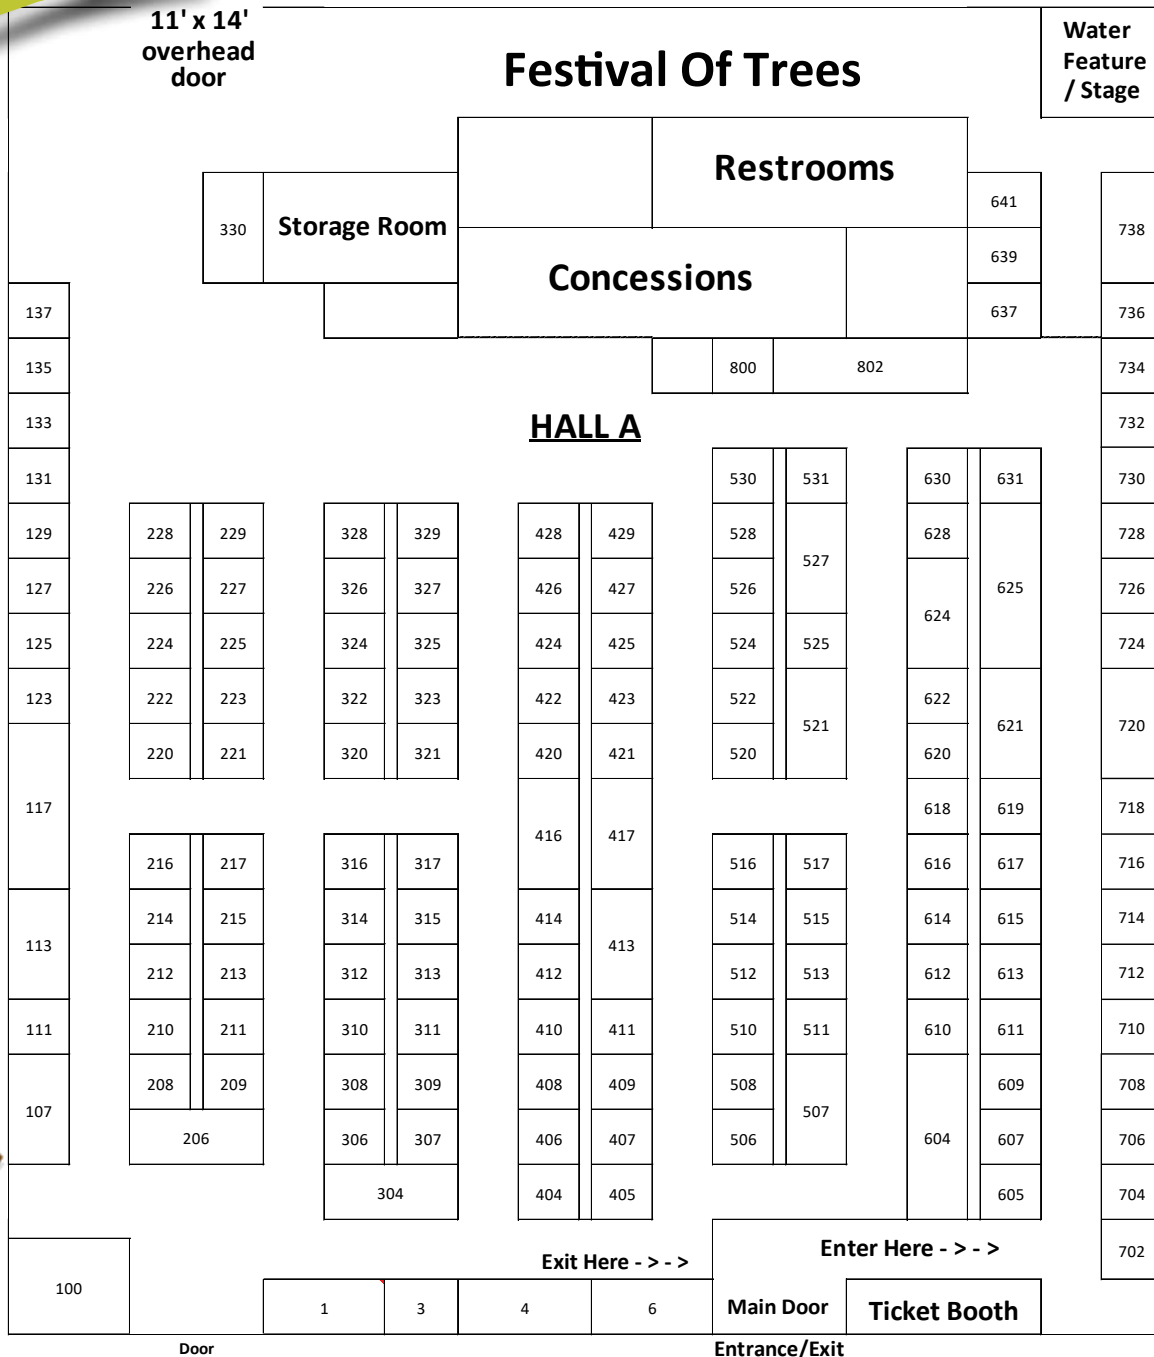 11' x 14'
overhead
door
Festival Of Trees
Water
Feature
/ Stage
Restrooms
641
330 Storage Room 738
639
Concessions
137 637 736
135 800 802 734
133 HALL A 732
131 530 531 630 631 730
129 228 229 328 329 428 429 528 628 728
527
127 226 227 326 327 426 427 526 625 726
624
125 224 225 324 325 424 425 524 525 724
123 222 223 322 323 422 423 522 622
521 621 720
220 221 320 321 420 421 520 620
117 618 619 718
416 417
216 217 316 317 516 517 616 617 716
214 215 314 315 414 514 515 614 615 714
113 413
212 213 312 313 412 512 513 612 613 712
111 210 211 310 311 410 411 510 511 610 611 710
208 209 308 309 408 409 508 609 708
107 507
206 306 307 406 407 506 604 607 706
304 404 405 605 704
Enter Here - > - > 702
Exit Here - > - >
100
1 3 4 6 Main Door Ticket Booth
Door Entrance/Exit